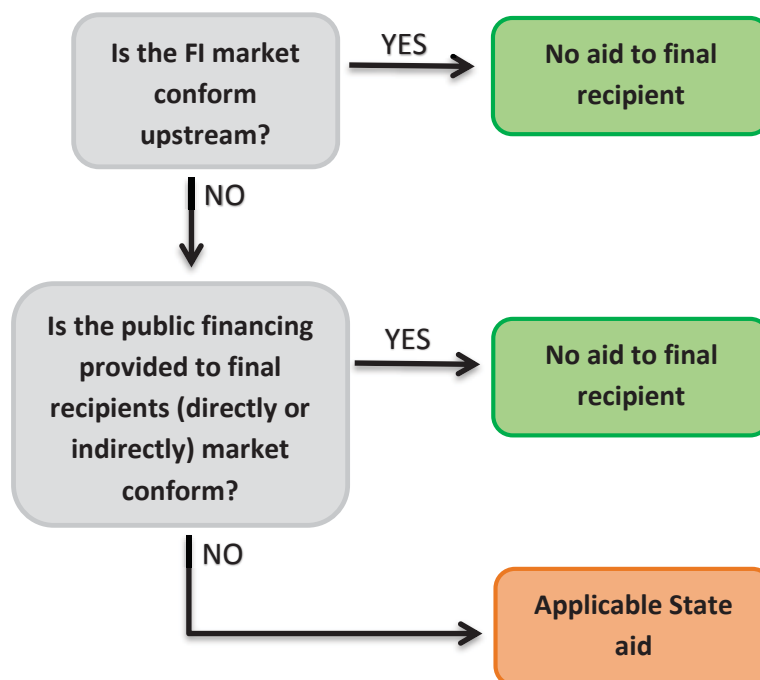 Is the FI market
conform
upstream?
YES
No aid to final
recipient
NO
Is the public financing
provided to final
recipients (directly or
indirectly) market
conform?
YES
No aid to final
recipient
NO
Applicable State
aid